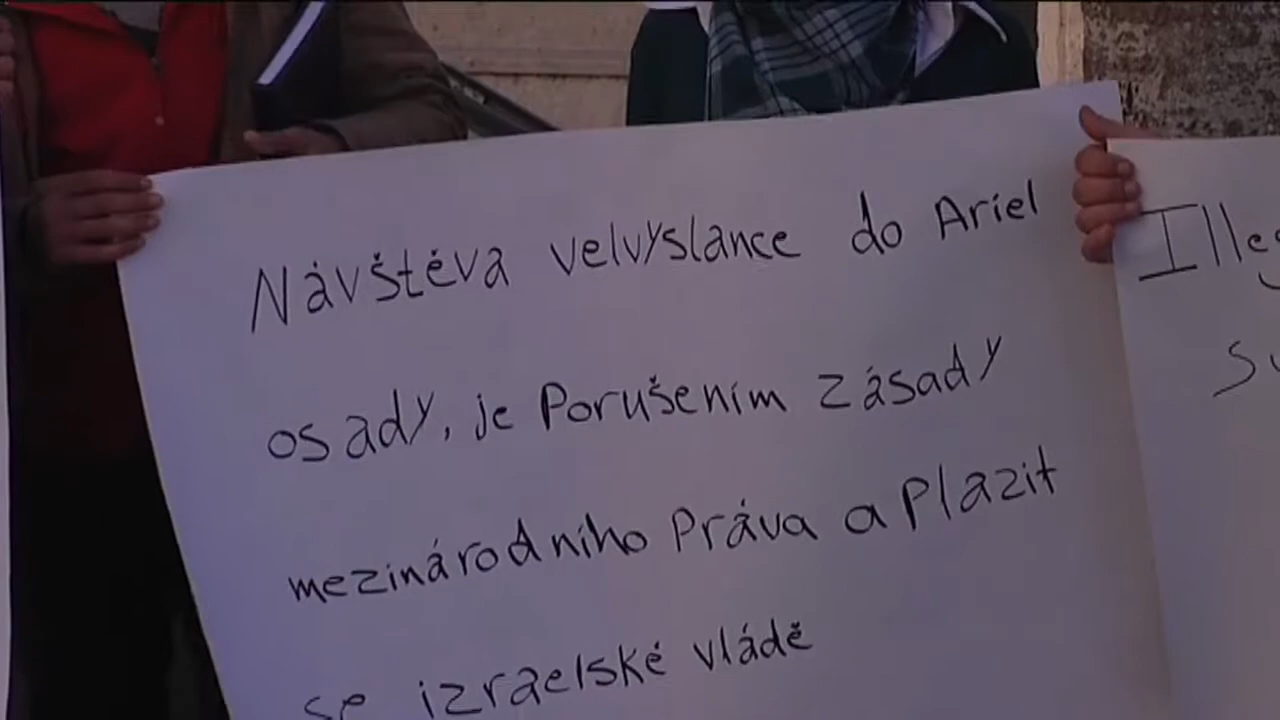 Návštěva velvyslance do Ariel
osady, je Porušením zásady
mezinárodního Práva a Plazit
se izraelské vládě